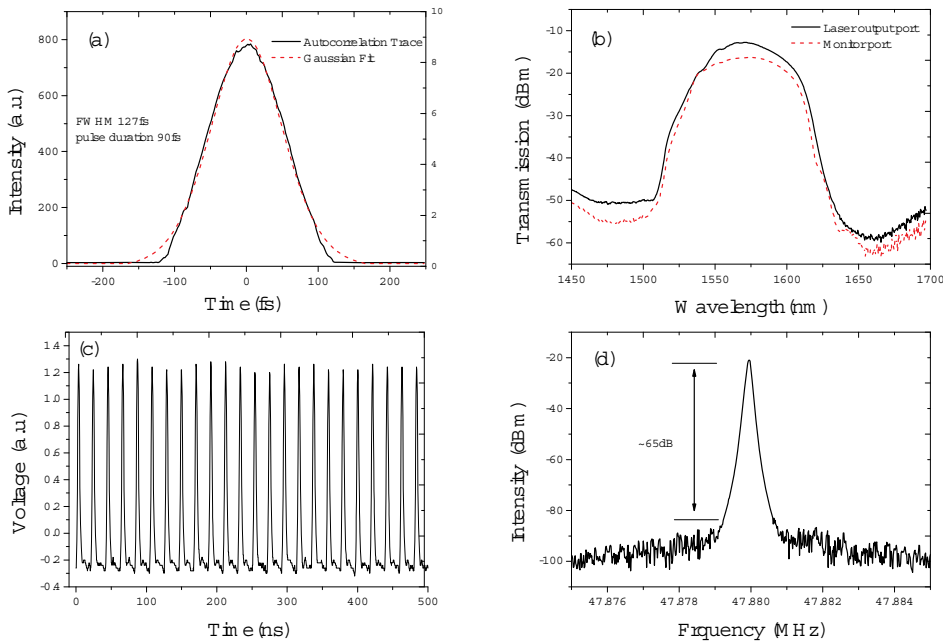 (a)
Autocorrelation Trace
Gaussian Fit
FWHM 127fs
pulse duration 90fs
Intensity (a.u)
800
600
400
200
0
10
8
6
4
2
0
-200 -100 0 100 200
Time (fs)
(b)
Laser output port
Monitor port
Transmission (dBm)
-10
-20
-30
-40
-50
-60
1450 1500 1550 1600 1650 1700
Wavelength (nm)
(c)
Voltage (a.u)
1.4
1.2
1.0
0.8
0.6
0.4
0.2
0.0
-0.2
-0.4
0 100 200 300 400 500
Time (ns)
(d)
~65dB
Intensity (dBm)
-20
-40
-60
-80
-100
47.876 47.878 47.880 47.882 47.884
Frquency (MHz)